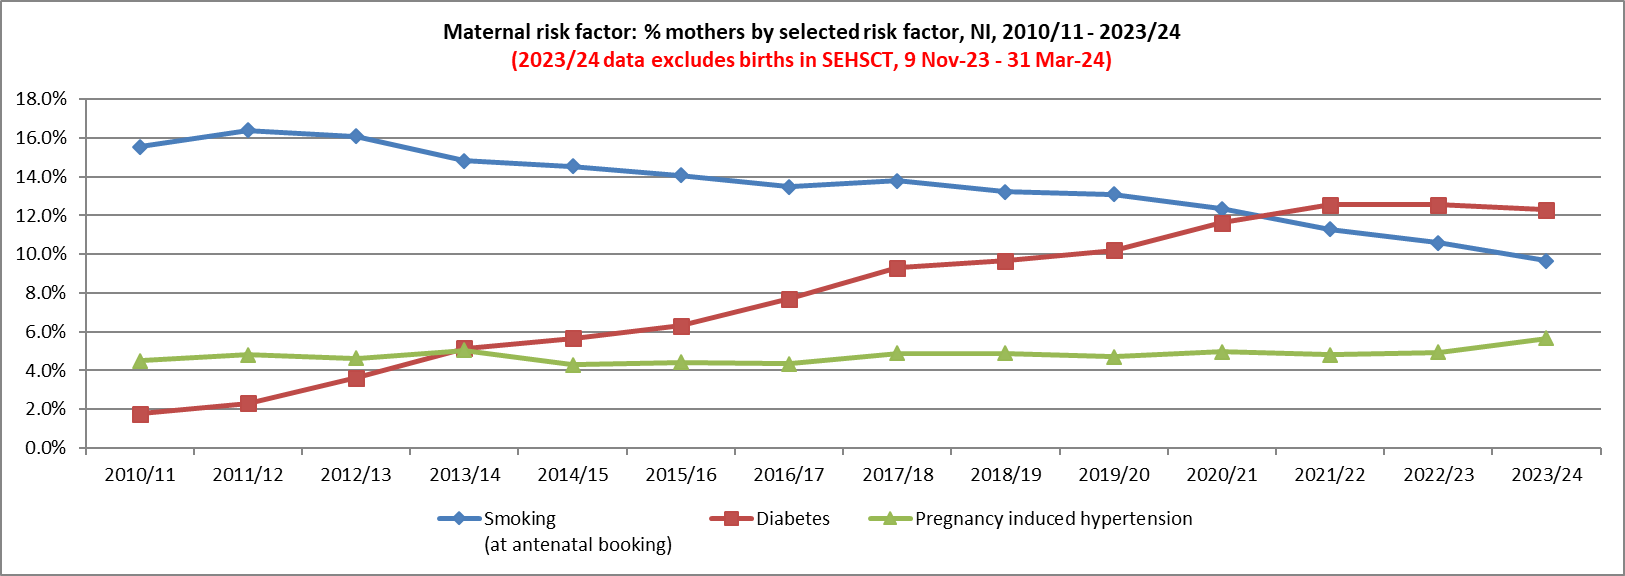 Maternal risk factor: % mothers by selected risk factor, NI, 2010/11 - 2023/24
(2023/24 data excludes births in SEHSCT, 9 Nov-23 - 31 Mar-24)
18.0%
16.0%
14.0%
12.0%
10.0%
8.0%
6.0%
4.0%
2.0%
0.0%
2010/11 2011/12 2012/13 2013/14 2014/15 2015/16 2016/17 2017/18 2018/19 2019/20 2020/21 2021/22 2022/23 2023/24
Smoking Diabetes Pregnancy induced hypertension
(at antenatal booking)